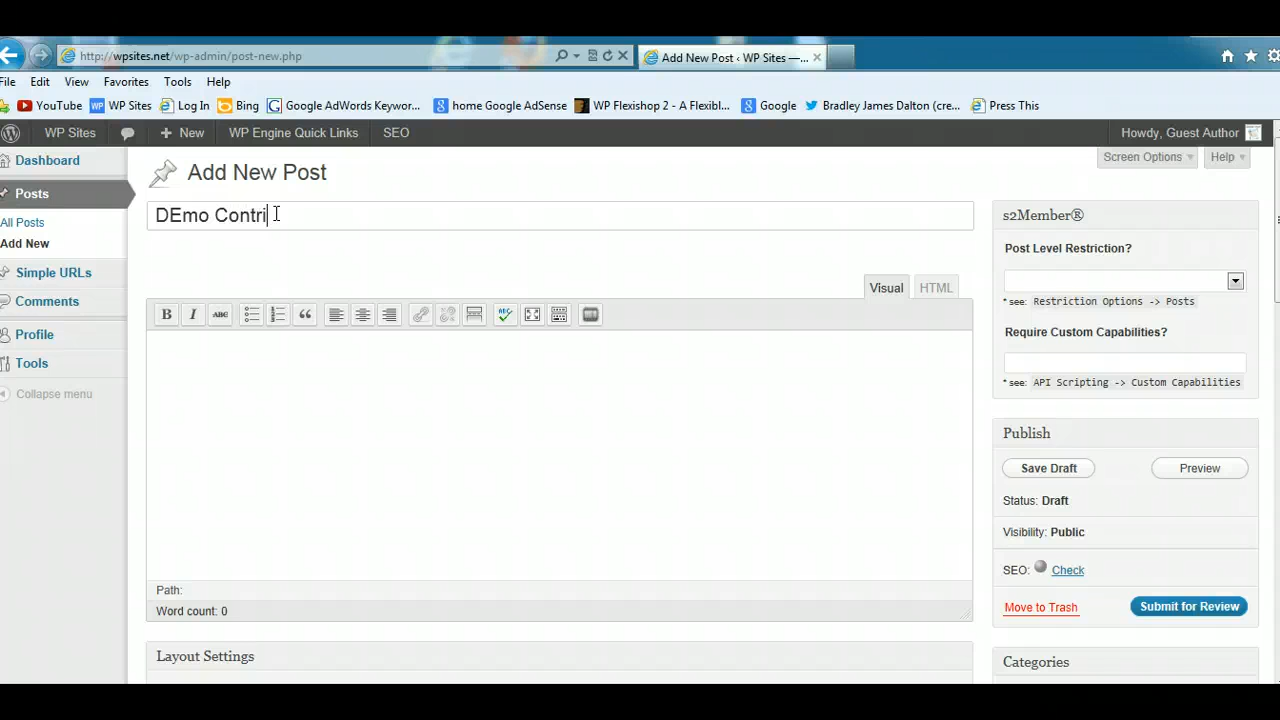 http://wpsites.net/wp-admin/post-new.php
Add New Post ‹ WP Sites —...
File Edit View Favorites Tools Help
YouTube WP Sites Log In Bing Google AdWords Keywor... home Google AdSense WP Flexishop 2 - A Flexibl... Google Bradley James Dalton (cre... Press This
WP Sites + New WP Engine Quick Links SEO Howdy, Guest Author
Screen Options Help
Dashboard
Posts
All Posts
Add New
Simple URLs
Comments
Profile
Tools
Collapse menu
Add New Post
DEmo Contri
Visual HTML
B I ABC
ABC
Path:
Word count: 0
Layout Settings
s2Member®
Post Level Restriction?
* see: Restriction Options -> Posts
Require Custom Capabilities?
* see: API Scripting -> Custom Capabilities
Publish
Save Draft Preview
Status: Draft
Visibility: Public
SEO: Check
Move to Trash Submit for Review
Categories